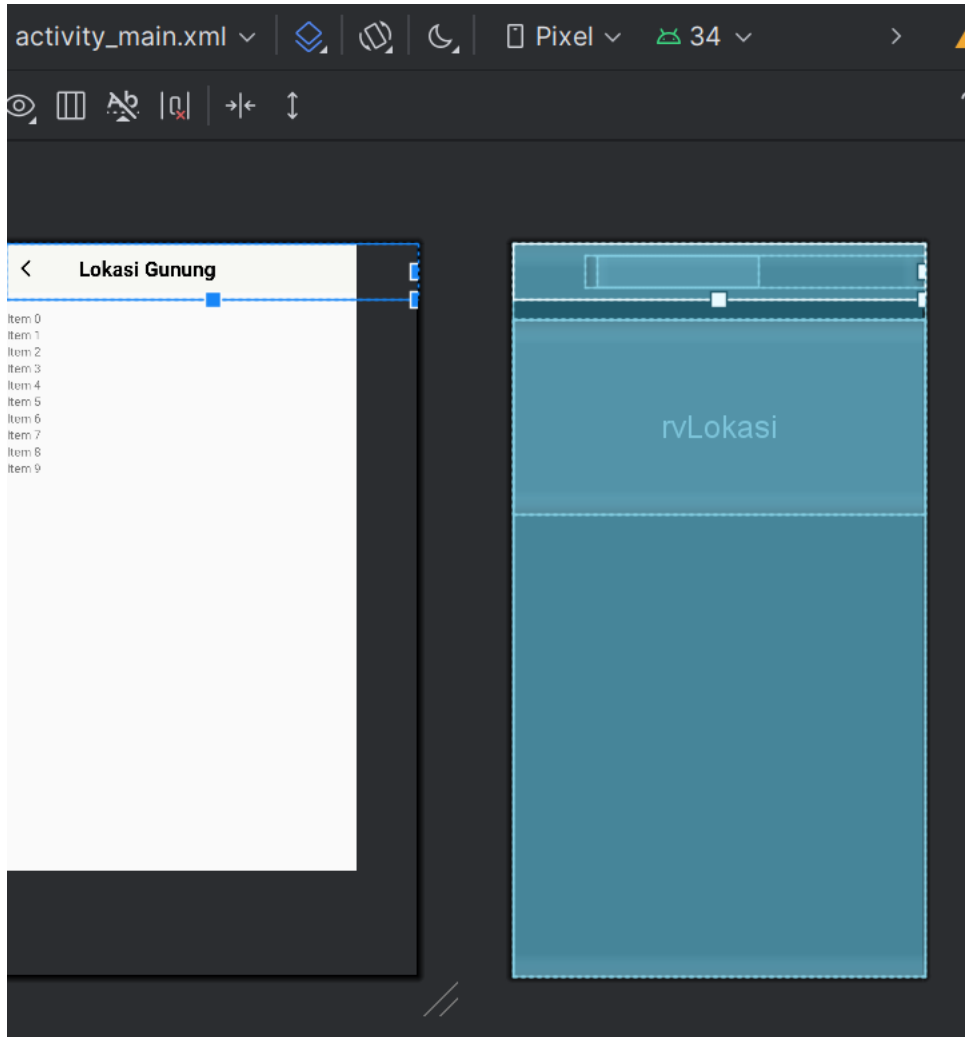 activity_main.xml Pixel 34
Lokasi Gunung
Item 0
Item 1
Item 2
Item 3
Item 4
Item 5
Item 6
Item 7
Item 8
Item 9
rvLokasi